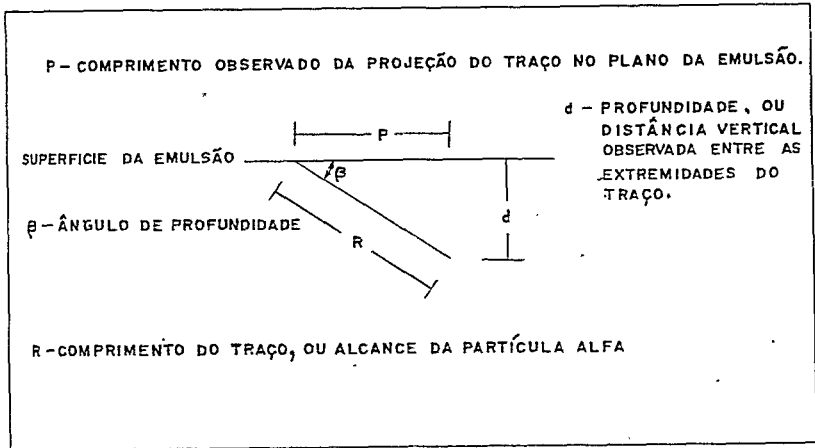 P – COMPRIMENTO OBSERVADO DA PROJEÇÃO DO TRAÇO NO PLANO DA EMULSÃO.
d – PROFUNDIDADE, OU
DISTÂNCIA VERTICAL
OBSERVADA ENTRE AS
EXTREMIDADES DO
TRAÇO.
P
SUPERFICIE DA EMULSÃO
β
d
β – ÂNGULO DE PROFUNDIDADE
R
R – COMPRIMENTO DO TRAÇO, OU ALCANCE DA PARTÍCULA ALFA